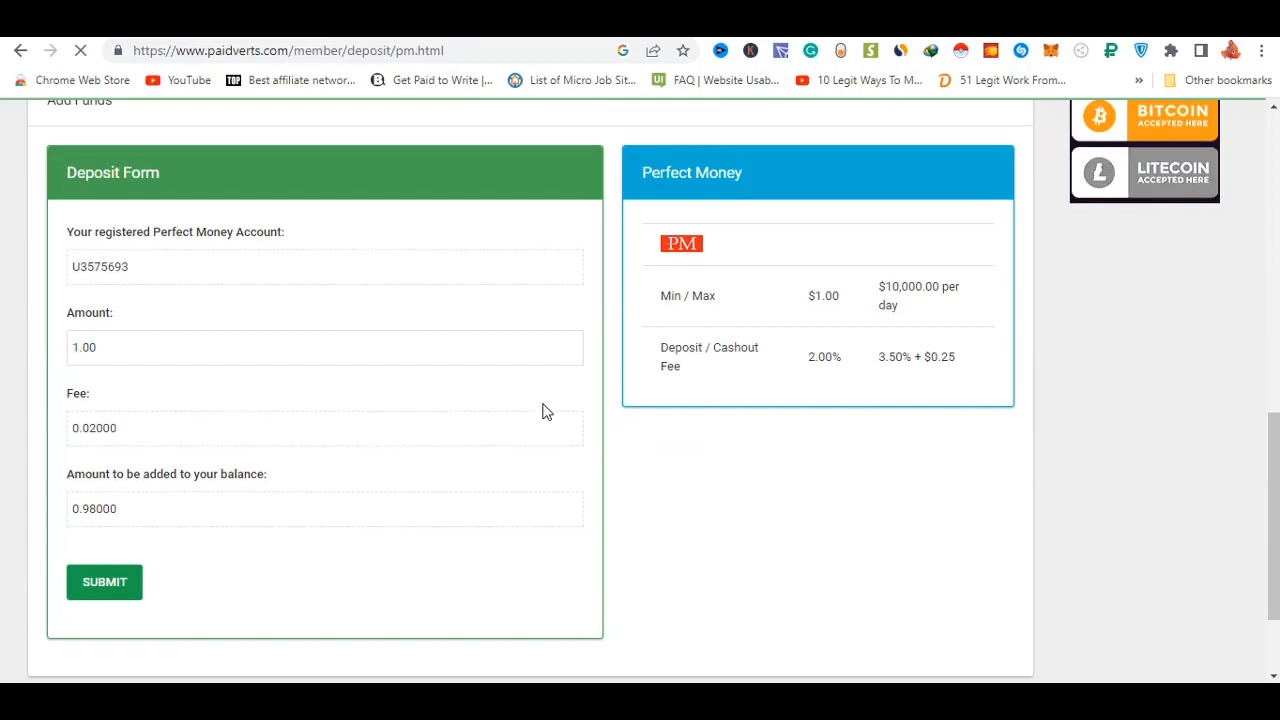 https://www.paidverts.com/member/deposit/pm.html
Chrome Web Store
YouTube
TOP
Best affiliate networ...
Get Paid to Write |...
List of Micro Job Sit...
UI
FAQ | Website Usab...
10 Legit Ways To M...
51 Legit Work From...
»
Other bookmarks
Add Funds
Deposit Form
Your registered Perfect Money Account:
U3575693
Amount:
1.00
Fee:
0.02000
Amount to be added to your balance:
0.98000
SUBMIT
Perfect Money
PM
Min / Max $1.00 $10,000.00 per
day
Deposit / Cashout
Fee 2.00% 3.50% + $0.25
BITCOIN
ACCEPTED HERE
LITECOIN
ACCEPTED HERE